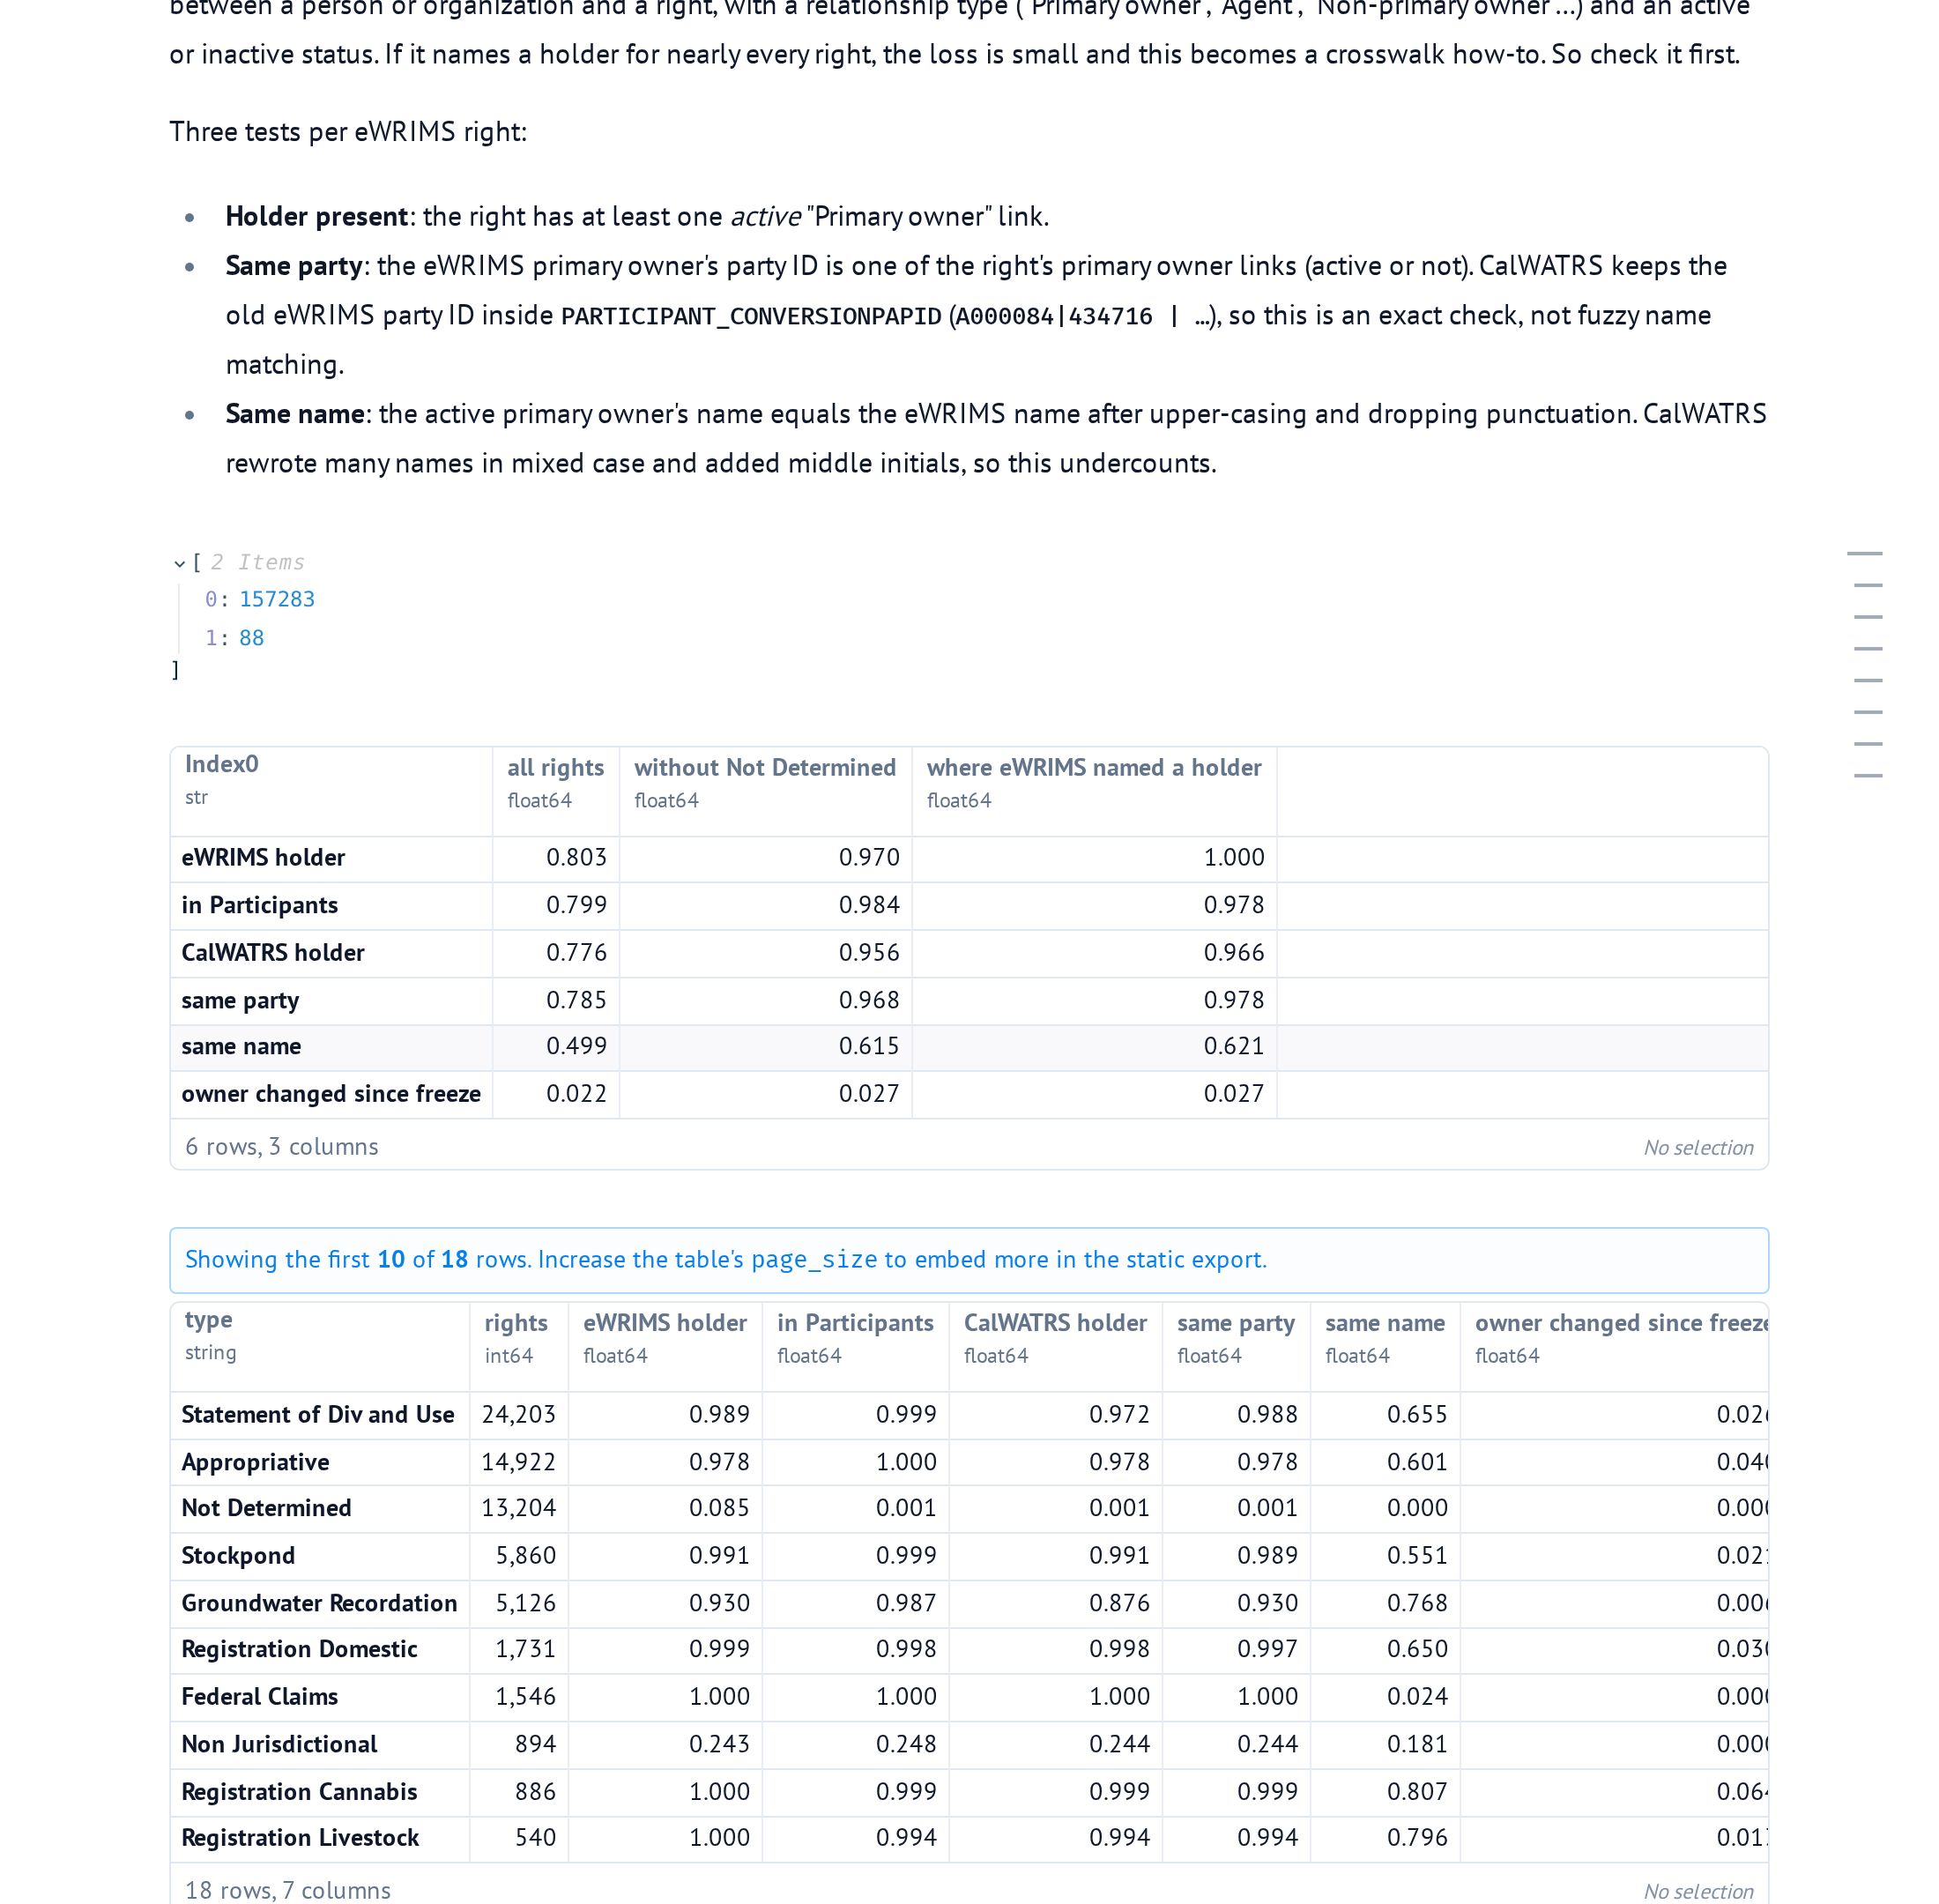 between a person or organization and a right, with a relationship type ("Primary owner", "Agent", "Non-primary owner"...) and an active
or inactive status. If it names a holder for nearly every right, the loss is small and this becomes a crosswalk how-to. So check it first.
Three tests per eWRIMS right:
• Holder present: the right has at least one active "Primary owner" link.
• Same party: the eWRIMS primary owner's party ID is one of the right's primary owner links (active or not). CalWATRS keeps the
old eWRIMS party ID inside PARTICIPANT_CONVERSIONPAPID (A000084|434716 | …), so this is an exact check, not fuzzy name
matching.
• Same name: the active primary owner's name equals the eWRIMS name after upper-casing and dropping punctuation. CalWATRS
rewrote many names in mixed case and added middle initials, so this undercounts.
[ 2 Items
0: 157283
1: 88
]
Index0 all rights without Not Determined where eWRIMS named a holder
str float64 float64 float64
eWRIMS holder 0.803 0.970 1.000
in Participants 0.799 0.984 0.978
CalWATRS holder 0.776 0.956 0.966
same party 0.785 0.968 0.978
same name 0.499 0.615 0.621
owner changed since freeze 0.022 0.027 0.027
6 rows, 3 columns No selection
Showing the first 10 of 18 rows. Increase the table's page_size to embed more in the static export.
type rights eWRIMS holder in Participants CalWATRS holder same party same name owner changed since freeze
string int64 float64 float64 float64 float64 float64 float64
Statement of Div and Use 24,203 0.989 0.999 0.972 0.988 0.655 0.02
Appropriative 14,922 0.978 1.000 0.978 0.978 0.601 0.04
Not Determined 13,204 0.085 0.001 0.001 0.001 0.000 0.00
Stockpond 5,860 0.991 0.999 0.991 0.989 0.551 0.02
Groundwater Recordation 5,126 0.930 0.987 0.876 0.930 0.768 0.00
Registration Domestic 1,731 0.999 0.998 0.998 0.997 0.650 0.03
Federal Claims 1,546 1.000 1.000 1.000 1.000 0.024 0.00
Non Jurisdictional 894 0.243 0.248 0.244 0.244 0.181 0.00
Registration Cannabis 886 1.000 0.999 0.999 0.999 0.807 0.06
Registration Livestock 540 1.000 0.994 0.994 0.994 0.796 0.01
18 rows, 7 columns No selection